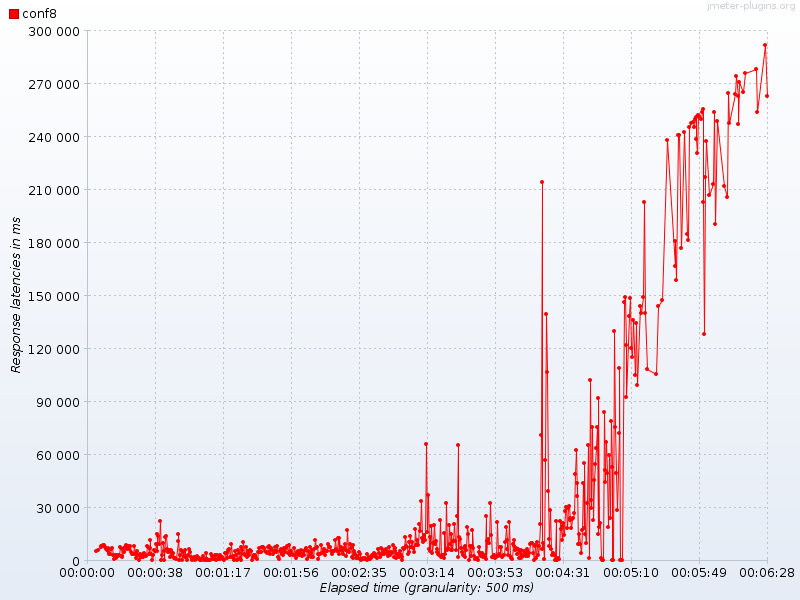 jmeter-plugins.org
conf8
300 000
270 000
240 000
210 000
180 000
150 000
120 000
90 000
60 000
30 000
0
Response latencies in ms
00:00:00 00:00:38 00:01:17 00:01:56 00:02:35 00:03:14 00:03:53 00:04:31 00:05:10 00:05:49 00:06:28
Elapsed time (granularity: 500 ms)